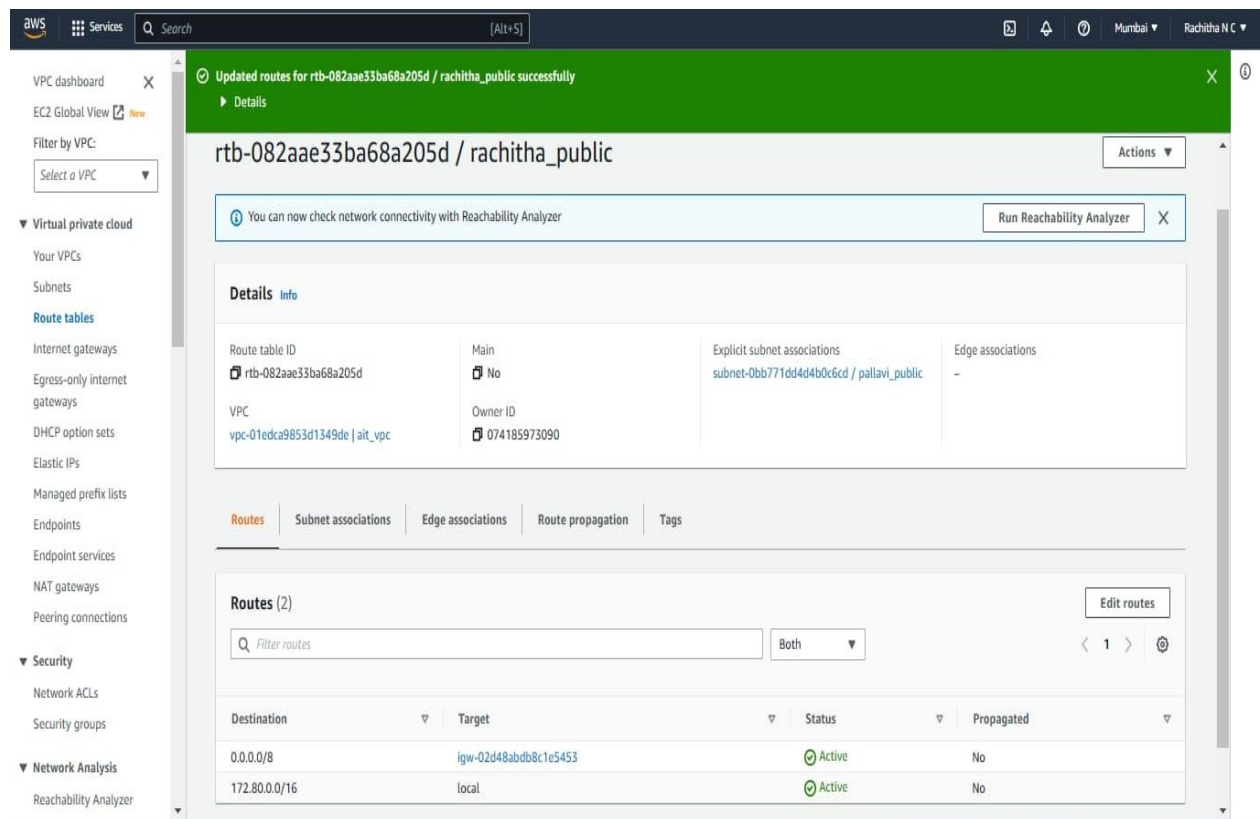 aws Services Search [Alt+S] Mumbai Rachitha N C
VPC dashboard
EC2 Global View New
Filter by VPC:
Select a VPC
Virtual private cloud
Your VPCs
Subnets
Route tables
Internet gateways
Egress-only internet
gateways
DHCP option sets
Elastic IPs
Managed prefix lists
Endpoints
Endpoint services
NAT gateways
Peering connections
Security
Network ACLs
Security groups
Network Analysis
Reachability Analyzer
Updated routes for rtb-082aae33ba68a205d / rachitha_public successfully
Details
rtb-082aae33ba68a205d / rachitha_public Actions
You can now check network connectivity with Reachability Analyzer Run Reachability Analyzer
Details Info
Route table ID Main Explicit subnet associations Edge associations
rtb-082aae33ba68a205d No subnet-0bb771dd4d4b0c6cd / pallavi_public –
VPC Owner ID
vpc-01edca9853d1349de | ait_vpc 074185973090
Routes Subnet associations Edge associations Route propagation Tags
Routes (2) Edit routes
Filter routes Both 1
Destination Target Status Propagated
0.0.0.0/8 igw-02d48abdb8c1e5453 Active No
172.80.0.0/16 local Active No